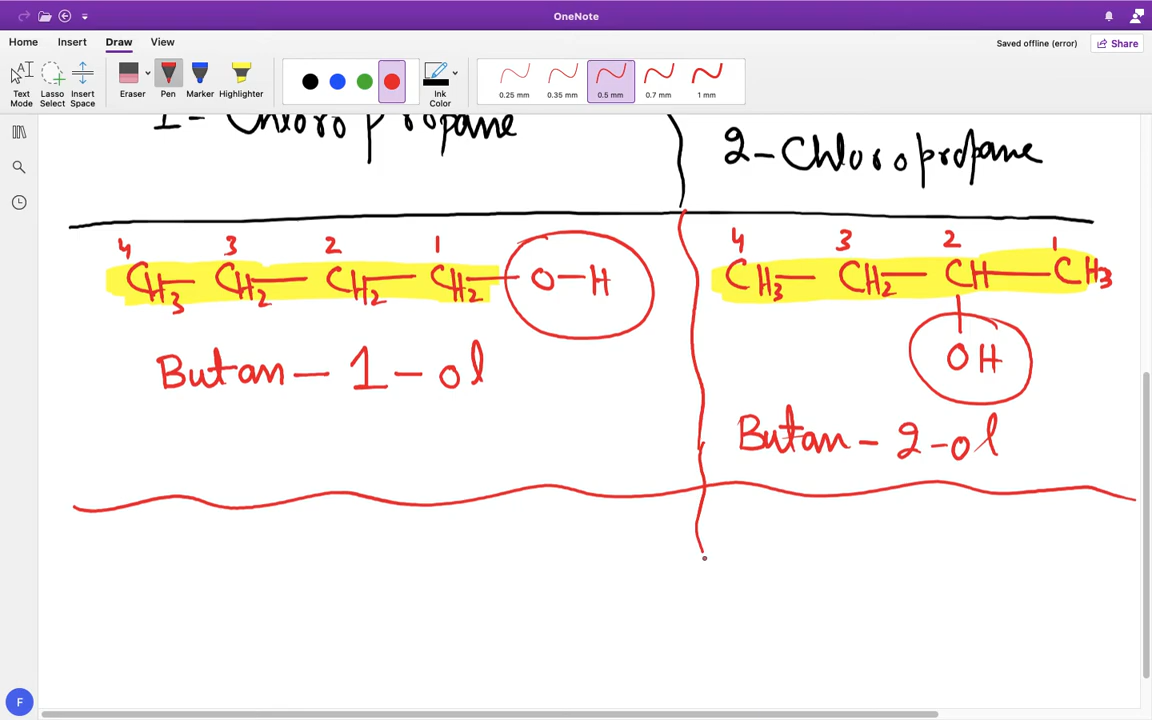 OneNote
Home Insert Draw View
Saved offline (error) Share
Text Mode Lasso Select Insert Space Eraser Pen Marker Highlighter Ink Color 0.25 mm 0.35 mm 0.5 mm 0.7 mm 1 mm
1- Chloropropane
2-Chloropropane
4 3 2 1
CH3—CH2—CH2—CH2—O—H
Butan—1—ol
4 3 2 1
CH3—CH2—CH—CH3
OH
Butan-2-ol
F